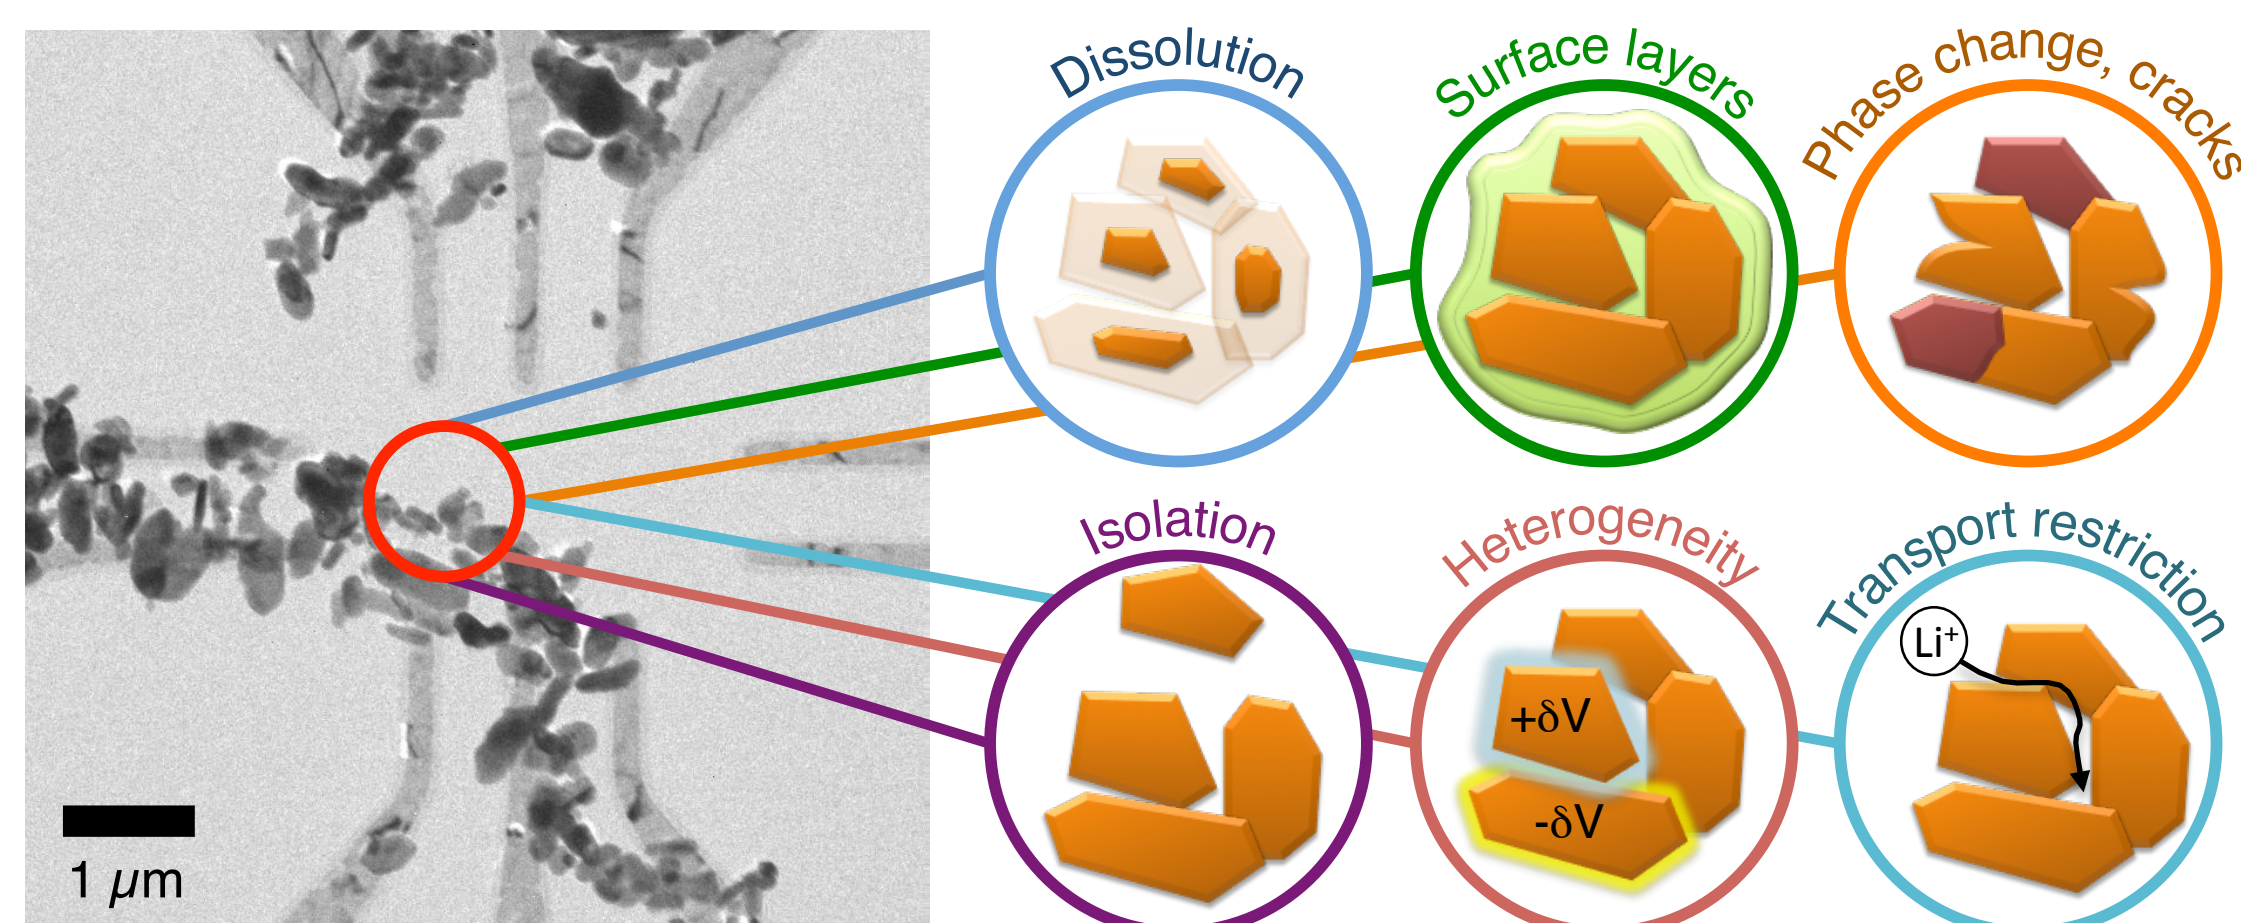 Dissolution
Surface layers
Phase change, cracks
Isolation
Heterogeneity
Transport restriction
Li⁺
+δV
-δV
1 µm